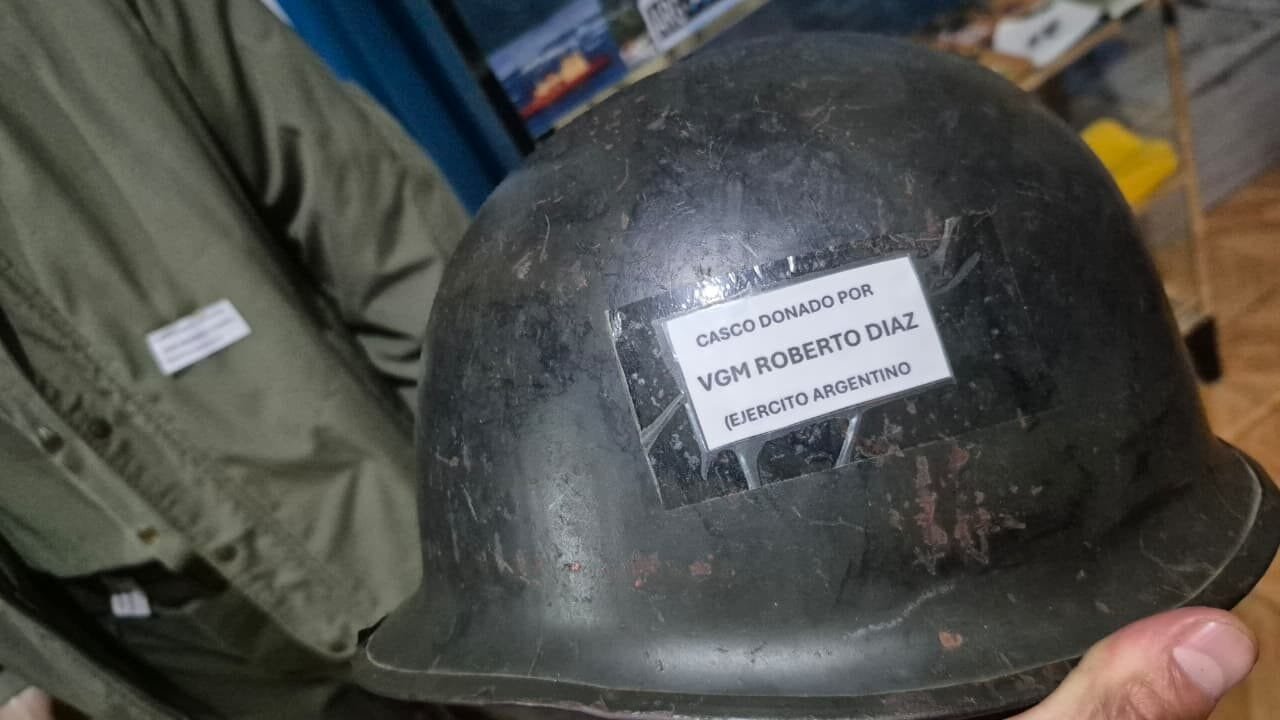 CASCO DONADO POR
VGM ROBERTO DIAZ
(EJERCITO ARGENTINO